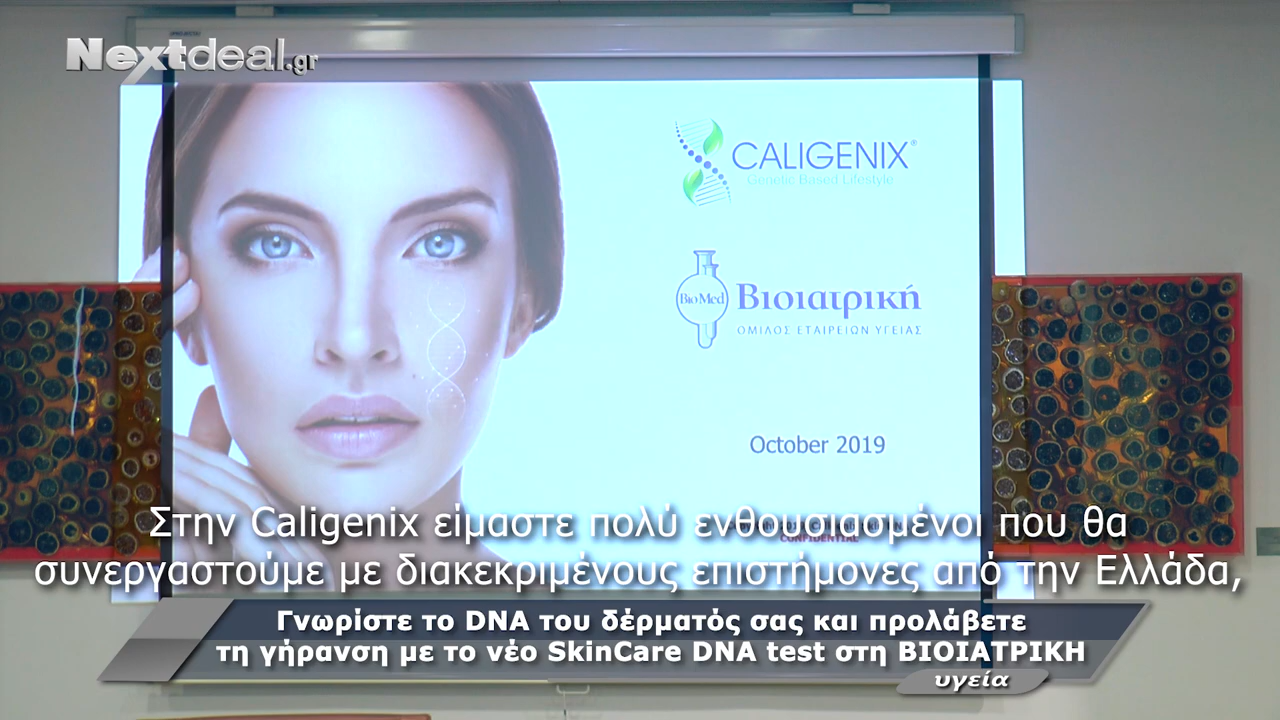 Nextdeal.gr
CALIGENIX®
Genetic Based Lifestyle
BioMed
Βιοιατρική
ΟΜΙΛΟΣ ΕΤΑΙΡΕΙΩΝ ΥΓΕΙΑΣ
October 2019
CONFIDENTIAL
Στην Caligenix είμαστε πολύ ενθουσιασμένοι που θα
συνεργαστούμε με διακεκριμένους επιστήμονες από την Ελλάδα,
Γνωρίστε το DNA του δέρματός σας και προλάβετε
τη γήρανση με το νέο SkinCare DNA test στη ΒΙΟΙΑΤΡΙΚΗ
υγεία